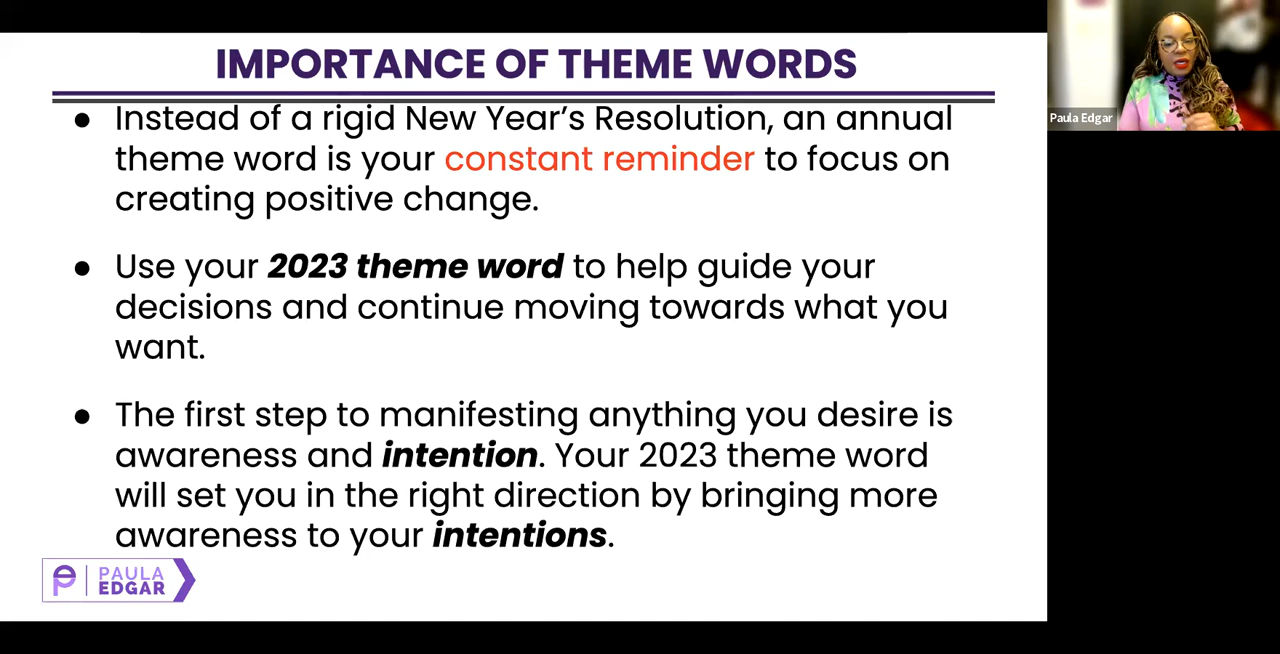 IMPORTANCE OF THEME WORDS
● Instead of a rigid New Year’s Resolution, an annual
theme word is your constant reminder to focus on
creating positive change.
● Use your 2023 theme word to help guide your
decisions and continue moving towards what you
want.
● The first step to manifesting anything you desire is
awareness and intention. Your 2023 theme word
will set you in the right direction by bringing more
awareness to your intentions.
ep
PAULA
EDGAR
Paula Edgar